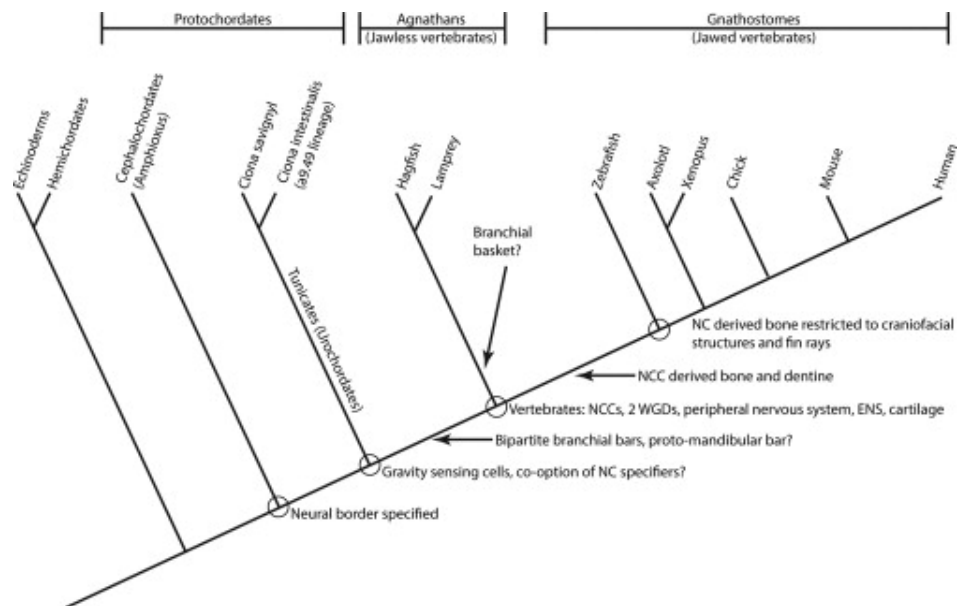 Protochordates
Agnathans
(Jawless vertebrates)
Gnathostomes
(Jawed vertebrates)
Echinoderms
Hemichordates
Cephalochordates
(Amphioxus)
Ciona savignyl
Ciona intestinalis
(a9.49 lineage)
Hagfish
Lamprey
Zebrafish
Axolotl
Xenopus
Chick
Mouse
Human
Branchial
basket?
Tunicates (Urochordates)
NC derived bone restricted to craniofacial
structures and fin rays
NCC derived bone and dentine
Vertebrates: NCCs, 2 WGDs, peripheral nervous system, ENS, cartilage
Bipartite branchial bars, proto-mandibular bar?
Gravity sensing cells, co-option of NC specifiers?
Neural border specified